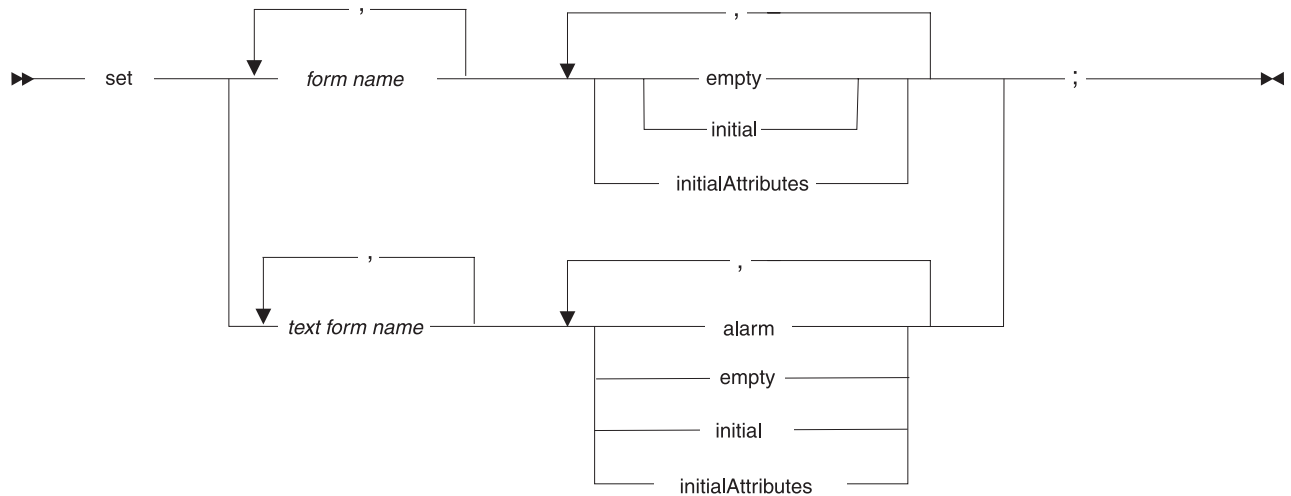 , ,
set form name empty ;
initial
initialAttributes
, ,
text form name alarm
empty
initial
initialAttributes